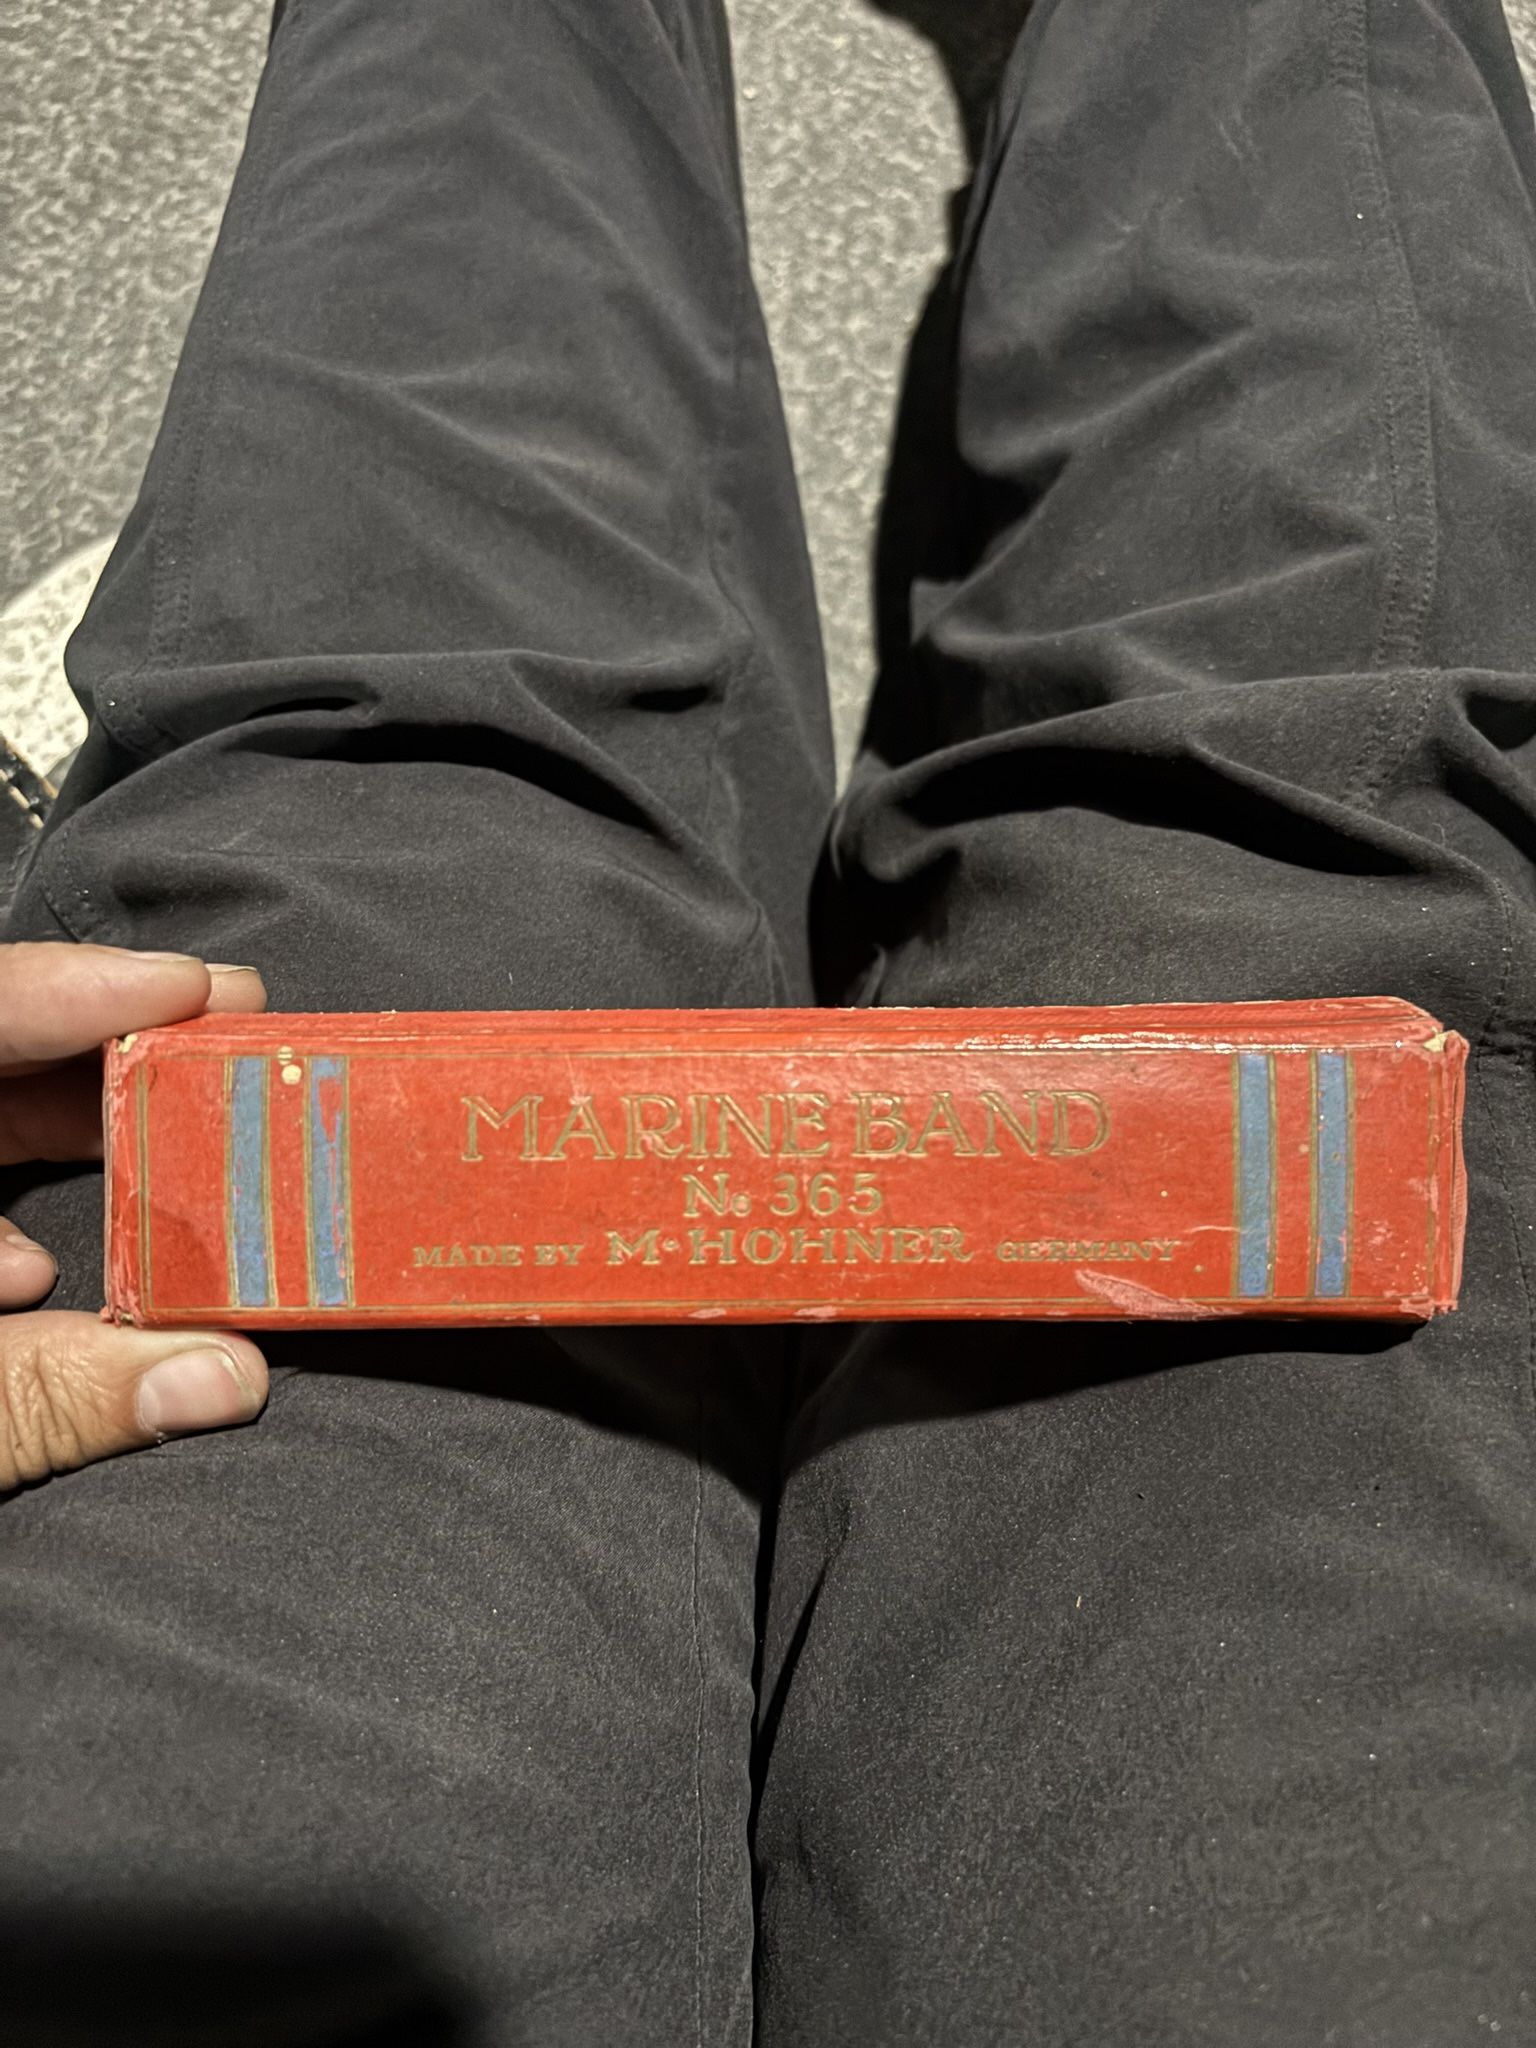 MARINE BAND
No 365
MADE BY M. HOHNER GERMANY